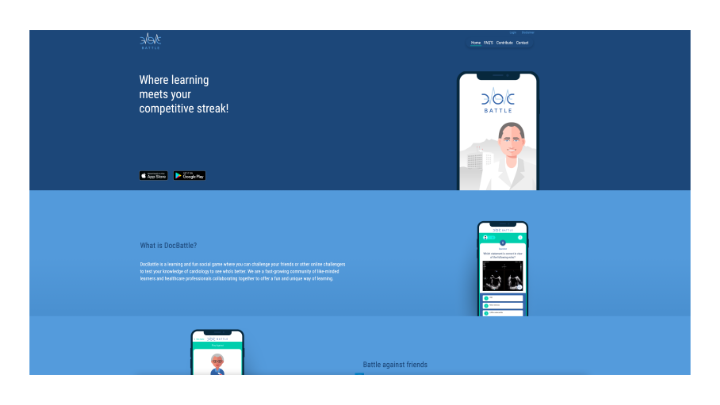 BATTLE
Home FAQ'S Contribute Contact
Where learning
meets your
competitive streak!
App Store
Google Play
DOC
BATTLE
What is DocBattle?
DocBattle is a learning and fun social game where you can challenge your friends or other online challengers
to test your knowledge of cardiology to see who's better. We are a fast-growing community of like-minded
learners and healthcare professionals collaborating together to offer a fun and unique way of learning.
Battle against friends